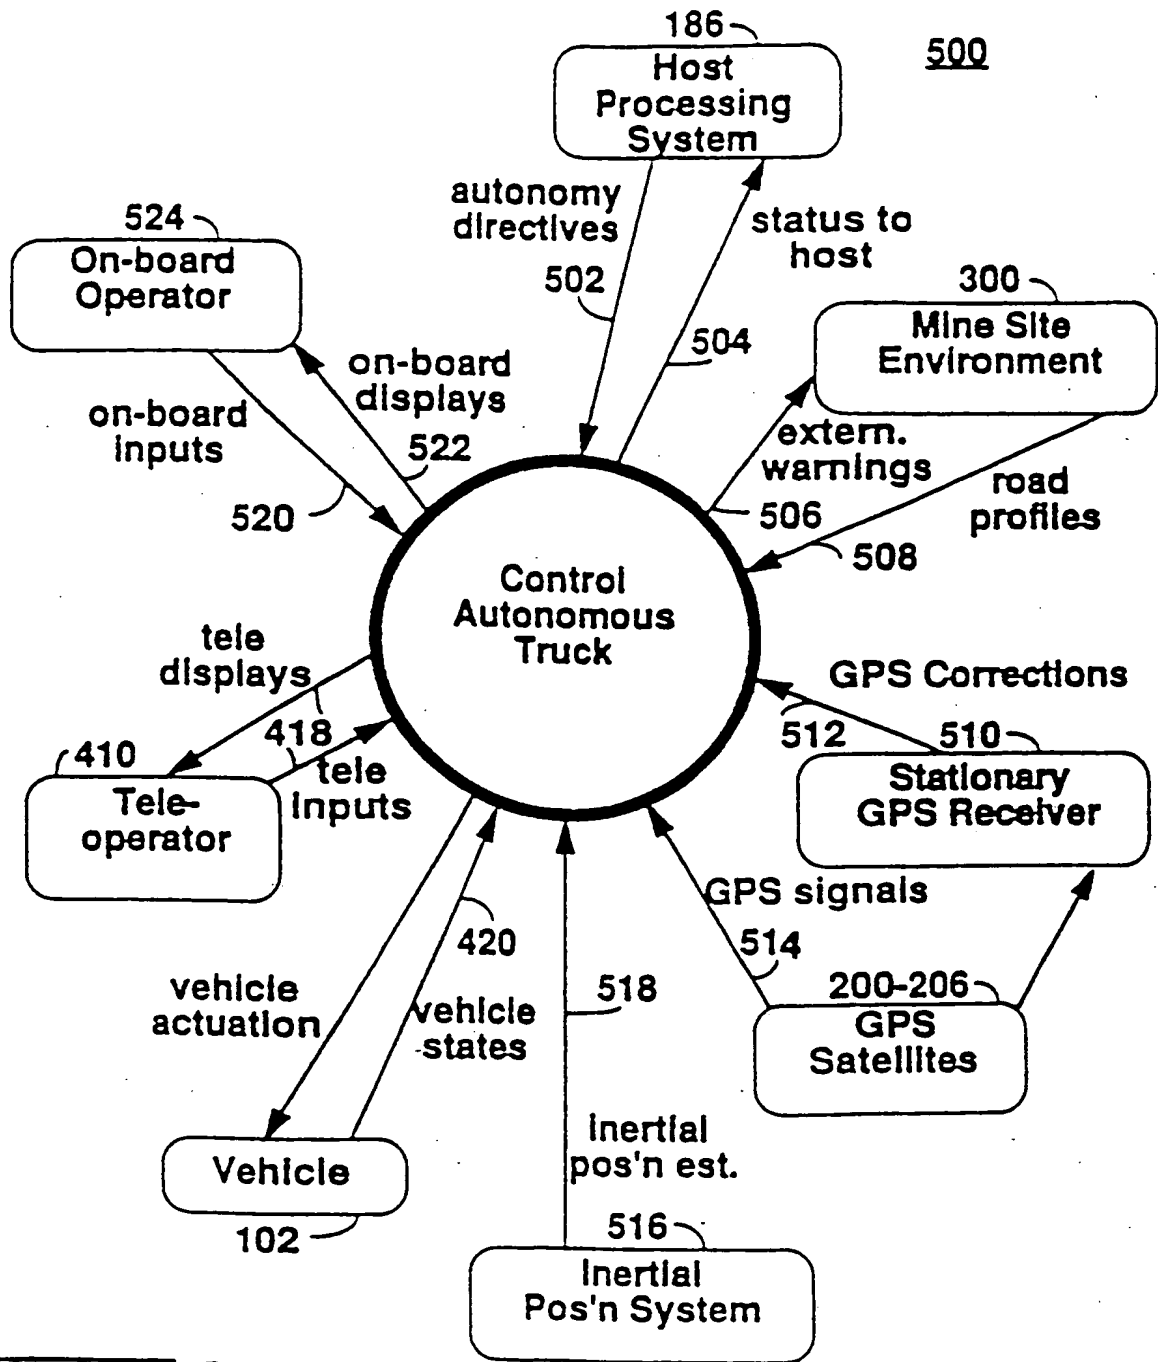 186
500
Host
Processing
System
autonomy
directives
502
status to
host
504
524
On-board
Operator
on-board
displays
522
on-board
inputs
520
300
Mine Site
Environment
extern.
warnings
506
road
profiles
508
Control
Autonomous
Truck
tele
displays
418
410
Tele-
operator
tele
inputs
GPS Corrections
512
510
Stationary
GPS Receiver
GPS signals
514
200-206
GPS
Satellites
420
vehicle
actuation
vehicle
states
518
Vehicle
102
inertial
pos'n est.
516
Inertial
Pos'n System